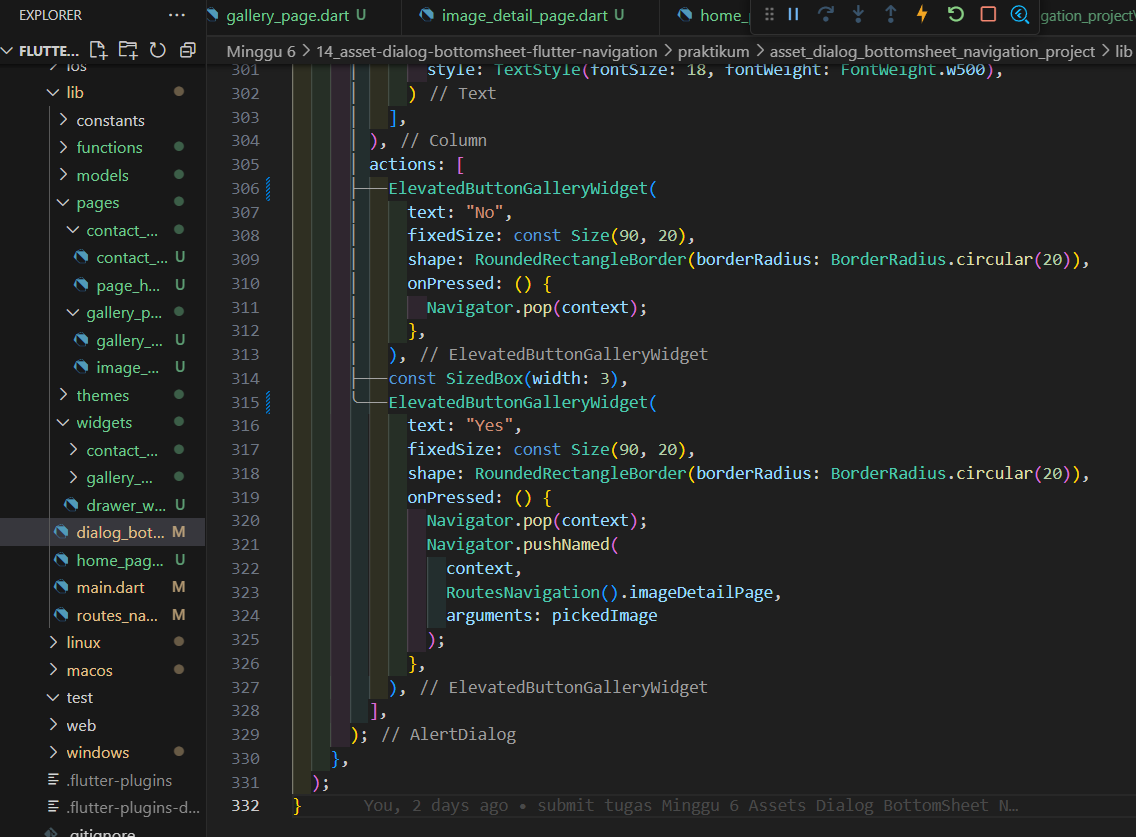 EXPLORER
gallery_page.dart U
image_detail_page.dart U
home_
gation_project\
FLUTTE...
Minggu 6 > 14_asset-dialog-bottomsheet-flutter-navigation > praktikum > asset_dialog_bottomsheet_navigation_project > lib
ios
lib
constants
functions
models
pages
contact_...
contact_... U
page_h... U
gallery_p...
gallery_... U
image_... U
themes
widgets
contact_...
gallery_...
drawer_w... U
dialog_bot... M
home_pag... U
main.dart M
routes_na... M
linux
macos
test
web
windows
.flutter-plugins
.flutter-plugins-d...
.gitignore
301 style: TextStyle(fontSize: 18, fontWeight: FontWeight.w500),
302 ) // Text
303 ],
304 ), // Column
305 actions: [
306 ElevatedButtonGalleryWidget(
307 text: "No",
308 fixedSize: const Size(90, 20),
309 shape: RoundedRectangleBorder(borderRadius: BorderRadius.circular(20)),
310 onPressed: () {
311 Navigator.pop(context);
312 },
313 ), // ElevatedButtonGalleryWidget
314 const SizedBox(width: 3),
315 ElevatedButtonGalleryWidget(
316 text: "Yes",
317 fixedSize: const Size(90, 20),
318 shape: RoundedRectangleBorder(borderRadius: BorderRadius.circular(20)),
319 onPressed: () {
320 Navigator.pop(context);
321 Navigator.pushNamed(
322 context,
323 RoutesNavigation().imageDetailPage,
324 arguments: pickedImage
325 );
326 },
327 ), // ElevatedButtonGalleryWidget
328 ],
329 ); // AlertDialog
330 },
331 );
332 } You, 2 days ago • submit tugas Minggu 6 Assets Dialog BottomSheet N…